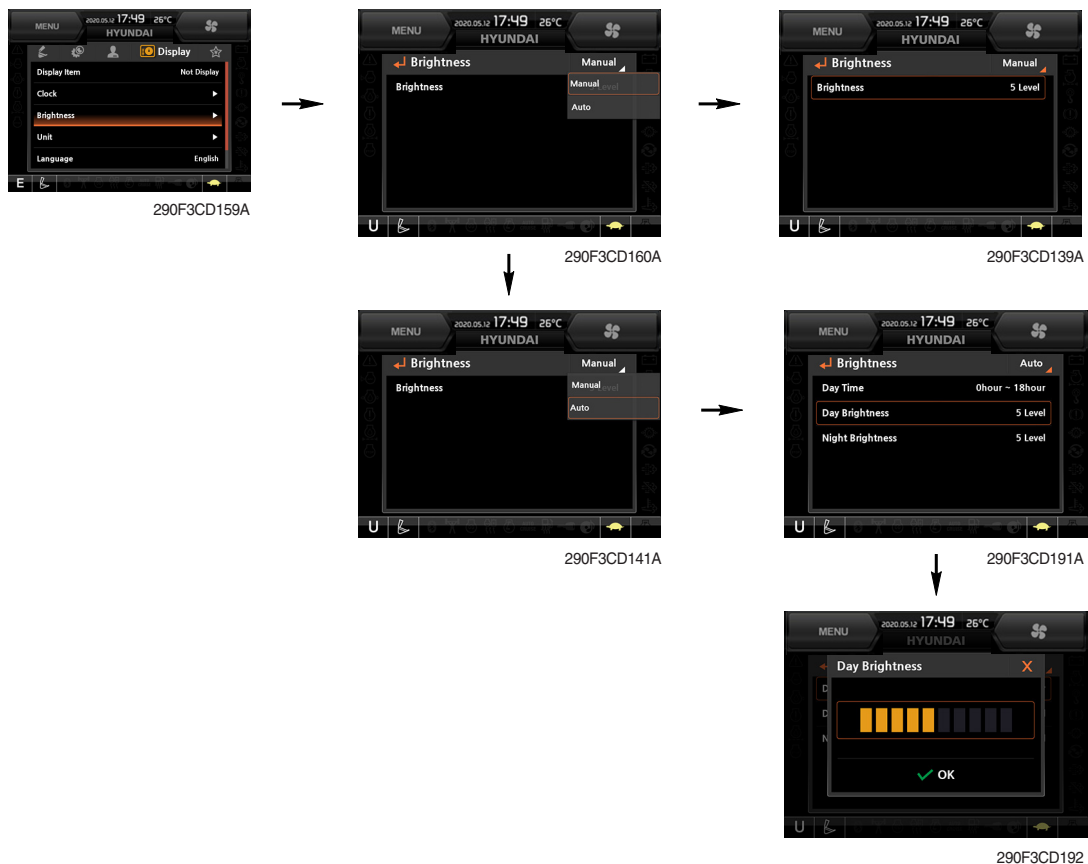 MENU
2020.05.12 17:49 26°C
HYUNDAI
Display
Display Item Not Display
Clock
Brightness
Unit
Language English
E
290F3CD159A
MENU
2020.05.12 17:49 26°C
HYUNDAI
Brightness Manual
Brightness
Manual
Auto
U
290F3CD160A
MENU
2020.05.12 17:49 26°C
HYUNDAI
Brightness Manual
Brightness 5 Level
U
290F3CD139A
MENU
2020.05.12 17:49 26°C
HYUNDAI
Brightness Manual
Brightness
Manual
Auto
U
290F3CD141A
MENU
2020.05.12 17:49 26°C
HYUNDAI
Brightness Auto
Day Time 0hour ~ 18hour
Day Brightness 5 Level
Night Brightness 5 Level
U
290F3CD191A
MENU
2020.05.12 17:49 26°C
HYUNDAI
Day Brightness X
OK
U
290F3CD192